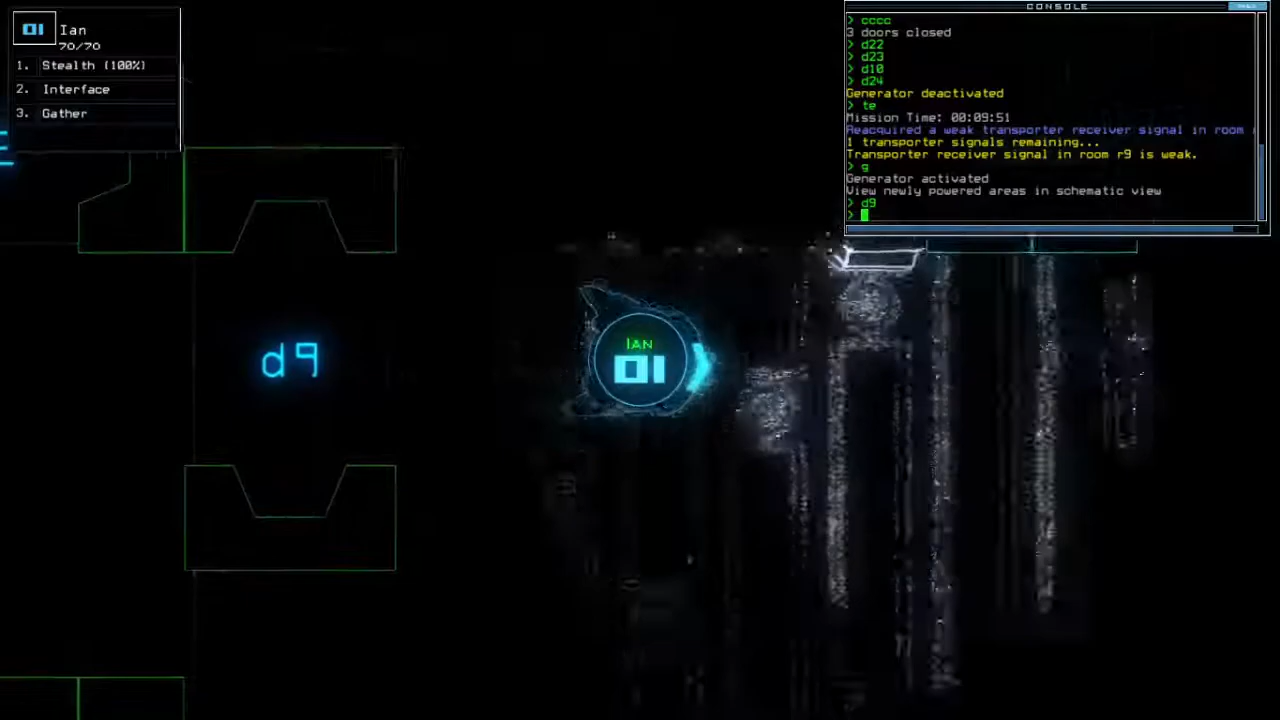 01 Ian
70/70
1. Stealth (100%)
2. Interface
3. Gather
CONSOLE
> cccc
3 doors closed
> d22
> d23
> d10
> d24
Generator deactivated
> te
Mission Time: 00:09:51
Reacquired a weak transporter receiver signal in room
1 transporter signals remaining...
Transporter receiver signal in room r9 is weak.
> g
Generator activated
View newly powered areas in schematic view
> d9
>
d9
IAN
01